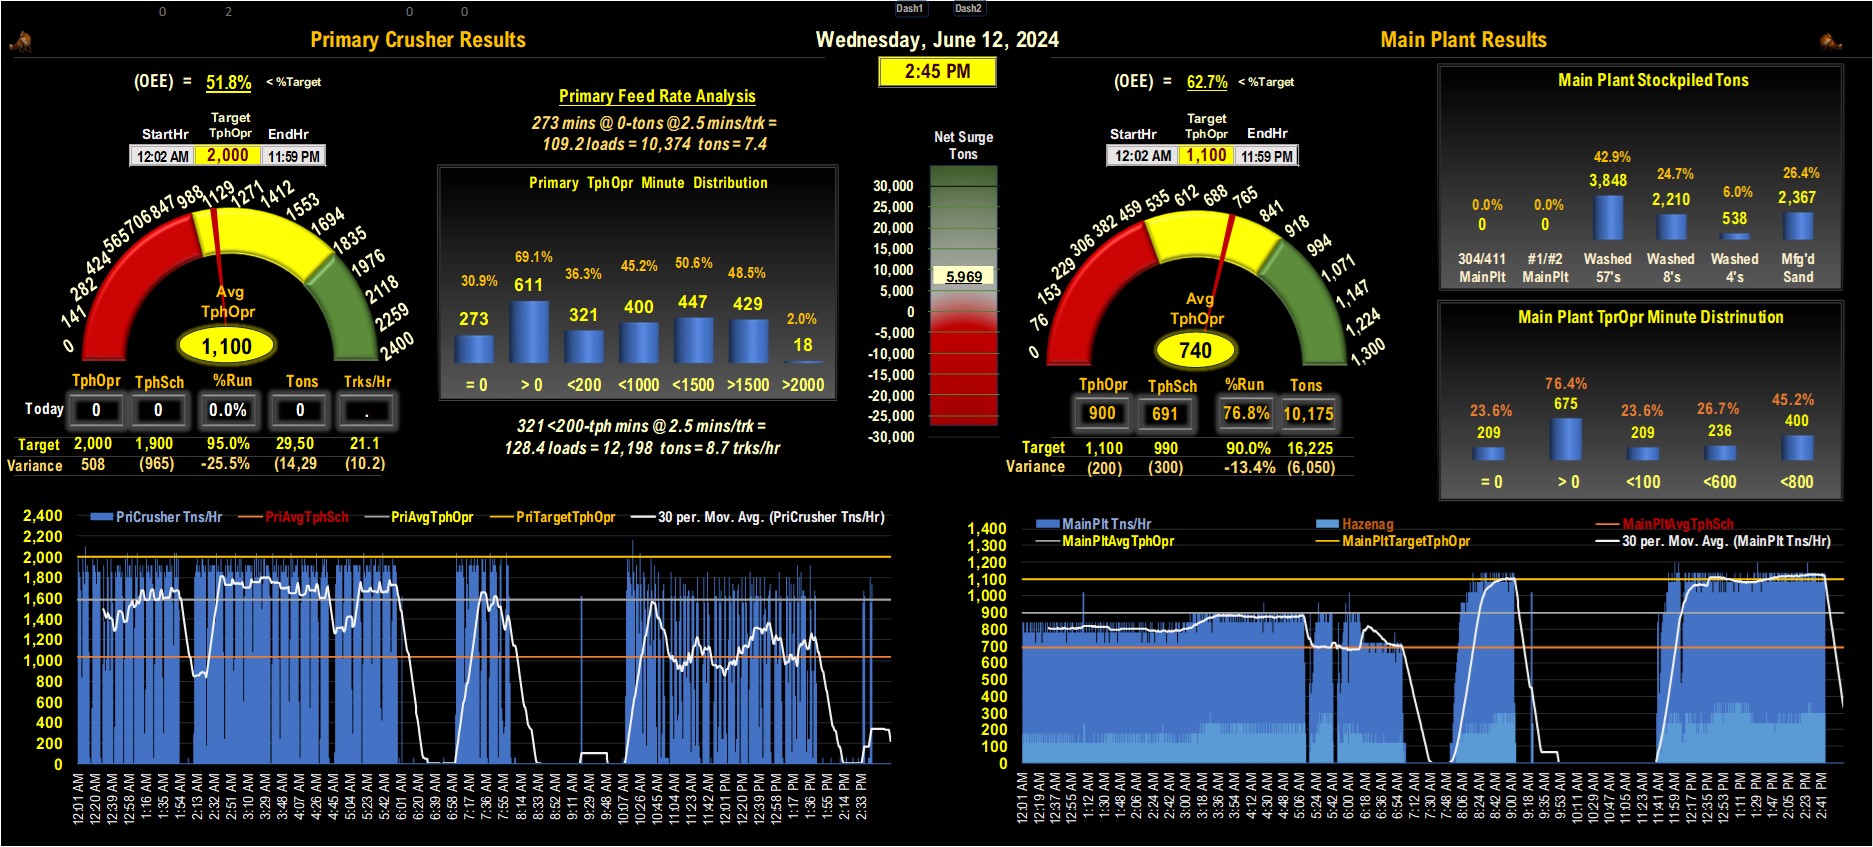 0 2 0 0 Dash1 Dash2
Primary Crusher Results
Wednesday, June 12, 2024
Main Plant Results
2:45 PM
(OEE) = 51.8% < %Target
Target
StartHr TphOpr EndHr
12:02 AM 2,000 11:59 PM
0 141 282 424 565 706 847 988 1129 1271 1412 1553 1694 1835 1976 2118 2259 2400
Avg
TphOpr
1,100
TphOpr TphSch %Run Tons Trks/Hr
Today 0 0 0.0% 0 .
Target 2,000 1,900 95.0% 29,50 21.1
Variance 508 (965) -25.5% (14,29 (10.2)
Primary Feed Rate Analysis
273 mins @ 0-tons @2.5 mins/trk =
109.2 loads = 10,374 tons = 7.4
Primary TphOpr Minute Distribution
30.9% 69.1% 36.3% 45.2% 50.6% 48.5% 2.0%
273 611 321 400 447 429 18
= 0 > 0 <200 <1000 <1500 >1500 >2000
321 <200-tph mins @ 2.5 mins/trk =
128.4 loads = 12,198 tons = 8.7 trks/hr
Net Surge
Tons
30,000
25,000
20,000
15,000
10,000
5,969
5,000
0
-5,000
-10,000
-15,000
-20,000
-25,000
-30,000
(OEE) = 62.7% < %Target
Target
StartHr TphOpr EndHr
12:02 AM 1,100 11:59 PM
0 76 153 229 306 382 459 535 612 688 765 841 918 994 1,071 1,147 1,224 1,300
Avg
TphOpr
740
TphOpr TphSch %Run Tons
900 691 76.8% 10,175
Target 1,100 990 90.0% 16,225
Variance (200) (300) -13.4% (6,050)
Main Plant Stockpiled Tons
0.0% 0.0% 42.9% 24.7% 6.0% 26.4%
0 0 3,848 2,210 538 2,367
304/411 #1/#2 Washed Washed Washed Mfg'd
MainPlt MainPlt 57's 8's 4's Sand
Main Plant TprOpr Minute Distrinution
23.6% 76.4% 23.6% 26.7% 45.2%
209 675 209 236 400
= 0 > 0 <100 <600 <800
PriCrusher Tns/Hr PriAvgTphSch PriAvgTphOpr PriTargetTphOpr 30 per. Mov. Avg. (PriCrusher Tns/Hr)
2,400
2,200
2,000
1,800
1,600
1,400
1,200
1,000
800
600
400
200
0
12:01 AM 12:20 AM 12:39 AM 12:58 AM 1:16 AM 1:35 AM 1:54 AM 2:13 AM 2:32 AM 2:51 AM 3:10 AM 3:29 AM 3:48 AM 4:07 AM 4:26 AM 4:45 AM 5:04 AM 5:23 AM 5:42 AM 6:01 AM 6:20 AM 6:39 AM 6:58 AM 7:17 AM 7:36 AM 7:55 AM 8:14 AM 8:33 AM 8:52 AM 9:11 AM 9:29 AM 9:48 AM 10:07 AM 10:26 AM 10:45 AM 11:04 AM 11:23 AM 11:42 AM 12:01 PM 12:20 PM 12:39 PM 12:58 PM 1:17 PM 1:36 PM 1:55 PM 2:14 PM 2:33 PM
MainPlt Tns/Hr Hazenag MainPltAvgTphSch
MainPltAvgTphOpr MainPltTargetTphOpr 30 per. Mov. Avg. (MainPlt Tns/Hr)
1,400
1,300
1,200
1,100
1,000
900
800
700
600
500
400
300
200
100
0
12:01 AM 12:19 AM 12:37 AM 12:55 AM 1:12 AM 1:30 AM 1:48 AM 2:06 AM 2:24 AM 2:42 AM 3:00 AM 3:18 AM 3:36 AM 3:54 AM 4:12 AM 4:30 AM 4:48 AM 5:06 AM 5:24 AM 5:42 AM 6:00 AM 6:18 AM 6:36 AM 6:54 AM 7:12 AM 7:30 AM 7:48 AM 8:06 AM 8:24 AM 8:42 AM 9:00 AM 9:18 AM 9:35 AM 9:53 AM 10:11 AM 10:29 AM 10:47 AM 11:05 AM 11:23 AM 11:41 AM 11:59 AM 12:17 PM 12:35 PM 12:53 PM 1:11 PM 1:29 PM 1:47 PM 2:05 PM 2:23 PM 2:41 PM